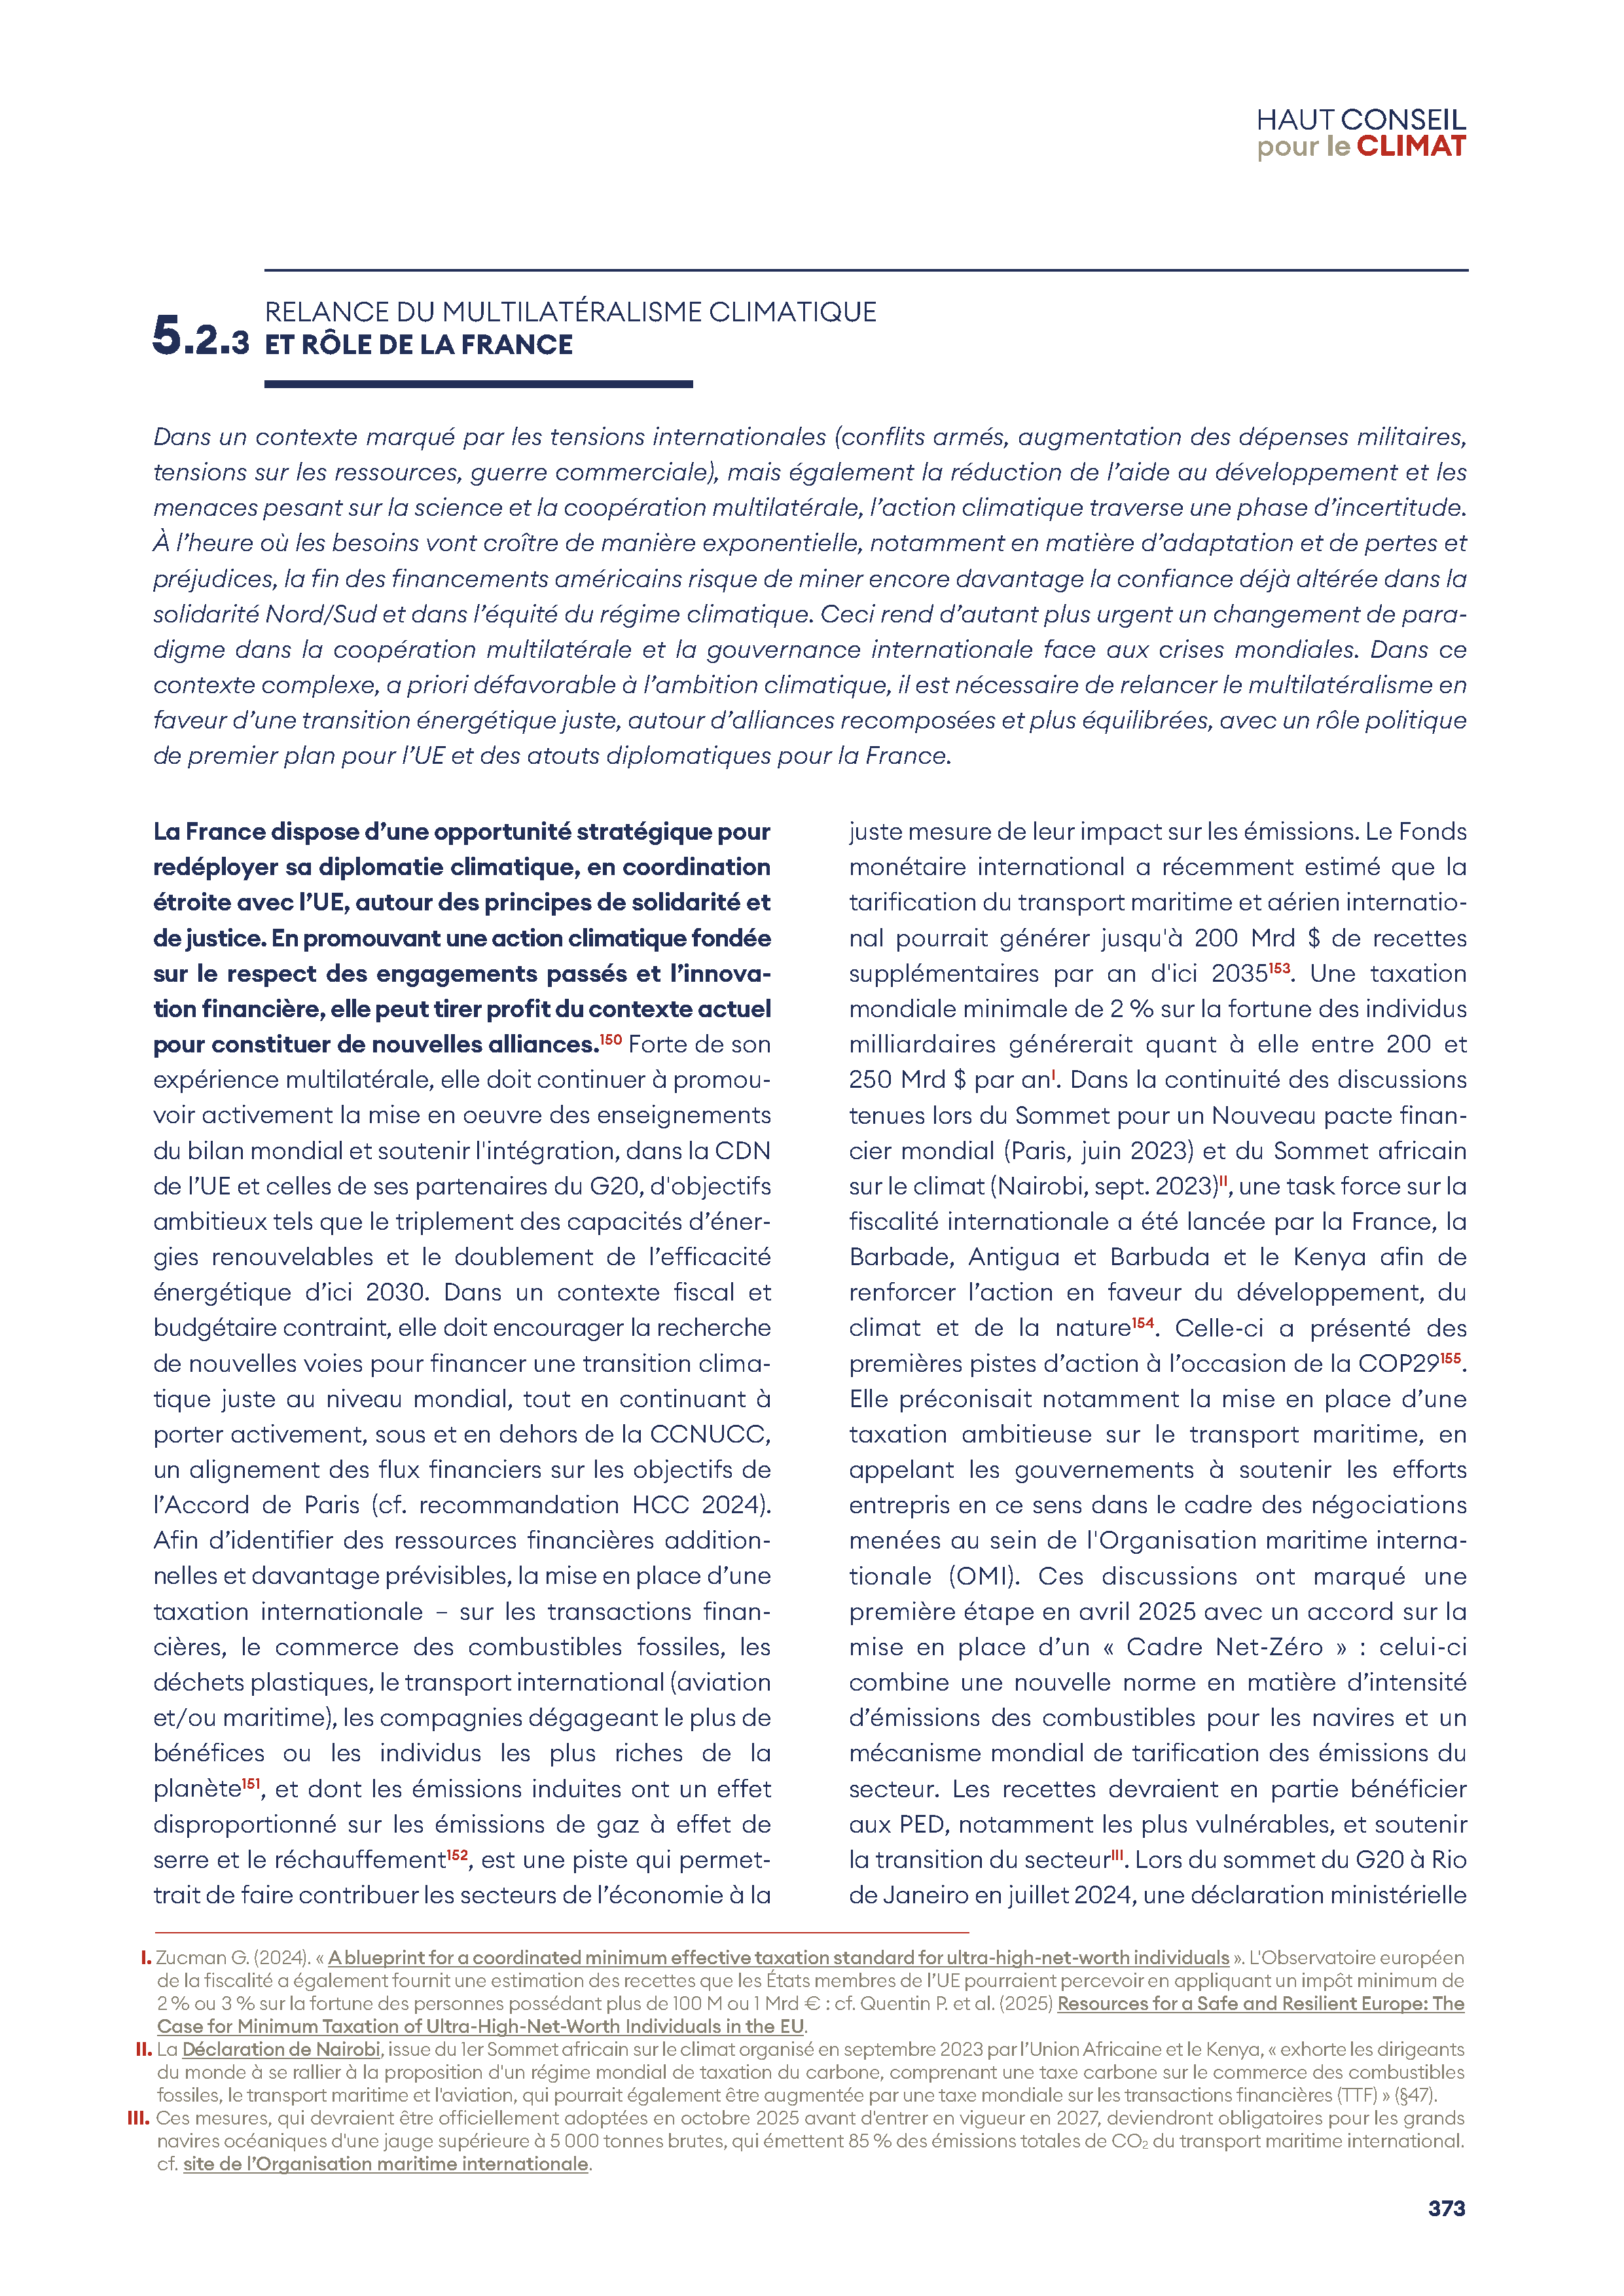 HAUT CONSEIL
pour le CLIMAT
5.2.3
RELANCE DU MULTILATÉRALISME CLIMATIQUE
ET RÔLE DE LA FRANCE
Dans un contexte marqué par les tensions internationales (conflits armés, augmentation des dépenses militaires,
tensions sur les ressources, guerre commerciale), mais également la réduction de l’aide au développement et les
menaces pesant sur la science et la coopération multilatérale, l’action climatique traverse une phase d’incertitude.
À l’heure où les besoins vont croître de manière exponentielle, notamment en matière d’adaptation et de pertes et
préjudices, la fin des financements américains risque de miner encore davantage la confiance déjà altérée dans la
solidarité Nord/Sud et dans l’équité du régime climatique. Ceci rend d’autant plus urgent un changement de para-
digme dans la coopération multilatérale et la gouvernance internationale face aux crises mondiales. Dans ce
contexte complexe, a priori défavorable à l’ambition climatique, il est nécessaire de relancer le multilatéralisme en
faveur d’une transition énergétique juste, autour d’alliances recomposées et plus équilibrées, avec un rôle politique
de premier plan pour l’UE et des atouts diplomatiques pour la France.
La France dispose d’une opportunité stratégique pour
redéployer sa diplomatie climatique, en coordination
étroite avec l’UE, autour des principes de solidarité et
de justice. En promouvant une action climatique fondée
sur le respect des engagements passés et l’innova-
tion financière, elle peut tirer profit du contexte actuel
pour constituer de nouvelles alliances.150 Forte de son
expérience multilatérale, elle doit continuer à promou-
voir activement la mise en oeuvre des enseignements
du bilan mondial et soutenir l'intégration, dans la CDN
de l’UE et celles de ses partenaires du G20, d'objectifs
ambitieux tels que le triplement des capacités d’éner-
gies renouvelables et le doublement de l’efficacité
énergétique d’ici 2030. Dans un contexte fiscal et
budgétaire contraint, elle doit encourager la recherche
de nouvelles voies pour financer une transition clima-
tique juste au niveau mondial, tout en continuant à
porter activement, sous et en dehors de la CCNUCC,
un alignement des flux financiers sur les objectifs de
l’Accord de Paris (cf. recommandation HCC 2024).
Afin d’identifier des ressources financières addition-
nelles et davantage prévisibles, la mise en place d’une
taxation internationale – sur les transactions finan-
cières, le commerce des combustibles fossiles, les
déchets plastiques, le transport international (aviation
et/ou maritime), les compagnies dégageant le plus de
bénéfices ou les individus les plus riches de la
planète151, et dont les émissions induites ont un effet
disproportionné sur les émissions de gaz à effet de
serre et le réchauffement152, est une piste qui permet-
trait de faire contribuer les secteurs de l’économie à la
juste mesure de leur impact sur les émissions. Le Fonds
monétaire international a récemment estimé que la
tarification du transport maritime et aérien internatio-
nal pourrait générer jusqu'à 200 Mrd $ de recettes
supplémentaires par an d'ici 2035153. Une taxation
mondiale minimale de 2 % sur la fortune des individus
milliardaires générerait quant à elle entre 200 et
250 Mrd $ par anI. Dans la continuité des discussions
tenues lors du Sommet pour un Nouveau pacte finan-
cier mondial (Paris, juin 2023) et du Sommet africain
sur le climat (Nairobi, sept. 2023)II, une task force sur la
fiscalité internationale a été lancée par la France, la
Barbade, Antigua et Barbuda et le Kenya afin de
renforcer l’action en faveur du développement, du
climat et de la nature154. Celle-ci a présenté des
premières pistes d’action à l’occasion de la COP29155.
Elle préconisait notamment la mise en place d’une
taxation ambitieuse sur le transport maritime, en
appelant les gouvernements à soutenir les efforts
entrepris en ce sens dans le cadre des négociations
menées au sein de l'Organisation maritime interna-
tionale (OMI). Ces discussions ont marqué une
première étape en avril 2025 avec un accord sur la
mise en place d’un « Cadre Net-Zéro » : celui-ci
combine une nouvelle norme en matière d’intensité
d’émissions des combustibles pour les navires et un
mécanisme mondial de tarification des émissions du
secteur. Les recettes devraient en partie bénéficier
aux PED, notamment les plus vulnérables, et soutenir
la transition du secteurIII. Lors du sommet du G20 à Rio
de Janeiro en juillet 2024, une déclaration ministérielle
I. Zucman G. (2024). « A blueprint for a coordinated minimum effective taxation standard for ultra-high-net-worth individuals ». L'Observatoire européen
de la fiscalité a également fournit une estimation des recettes que les États membres de l’UE pourraient percevoir en appliquant un impôt minimum de
2 % ou 3 % sur la fortune des personnes possédant plus de 100 M ou 1 Mrd € : cf. Quentin P. et al. (2025) Resources for a Safe and Resilient Europe: The
Case for Minimum Taxation of Ultra-High-Net-Worth Individuals in the EU.
II. La Déclaration de Nairobi, issue du 1er Sommet africain sur le climat organisé en septembre 2023 par l’Union Africaine et le Kenya, « exhorte les dirigeants
du monde à se rallier à la proposition d'un régime mondial de taxation du carbone, comprenant une taxe carbone sur le commerce des combustibles
fossiles, le transport maritime et l'aviation, qui pourrait également être augmentée par une taxe mondiale sur les transactions financières (TTF) » (§47).
III. Ces mesures, qui devraient être officiellement adoptées en octobre 2025 avant d'entrer en vigueur en 2027, deviendront obligatoires pour les grands
navires océaniques d'une jauge supérieure à 5 000 tonnes brutes, qui émettent 85 % des émissions totales de CO2 du transport maritime international.
cf. site de l’Organisation maritime internationale.
373